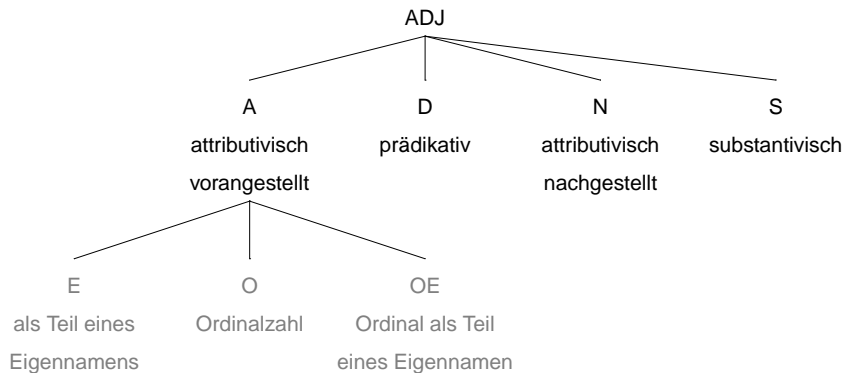 ADJ
A D N S
attributivisch prädikativ attributivisch substantivisch
vorangestellt nachgestellt
E O OE
als Teil eines Ordinalzahl Ordinal als Teil
Eigennamens eines Eigennamen